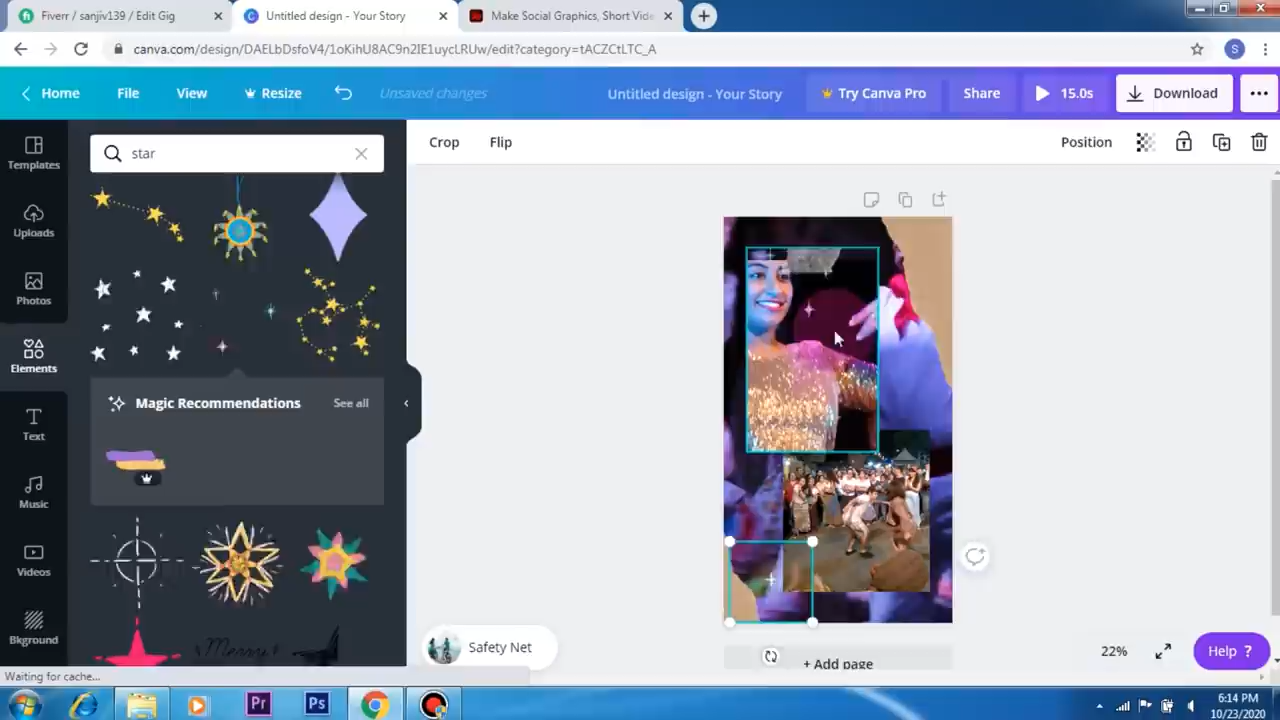 Fiverr / sanjiv139 / Edit Gig
Untitled design - Your Story
Make Social Graphics, Short Vide
canva.com/design/DAELbDsfoV4/1oKihU8AC9n2IE1uycLRUw/edit?category=tACZCtLTC_A
S
Home
File
View
Resize
Unsaved changes
Untitled design - Your Story
Try Canva Pro
Share
15.0s
Download
Templates
Uploads
Photos
Elements
Text
Music
Videos
Bkground
star
Crop
Flip
Position
Magic Recommendations
See all
Merry
Safety Net
+ Add page
22%
Help ?
Waiting for cache...
Pr
Ps
6:14 PM
10/23/2020